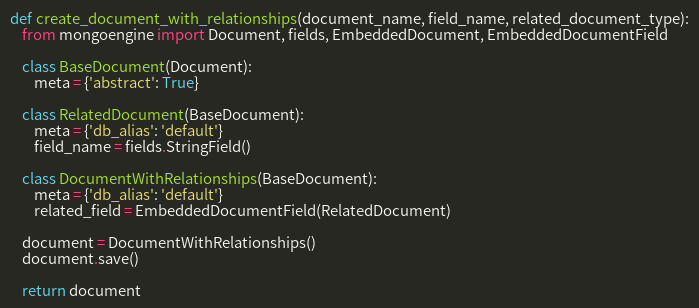 def create_document_with_relationships(document_name, field_name, related_document_type):
from mongoengine import Document, fields, EmbeddedDocument, EmbeddedDocumentField
class BaseDocument(Document):
meta = {'abstract': True}
class RelatedDocument(BaseDocument):
meta = {'db_alias': 'default'}
field_name = fields.StringField()
class DocumentWithRelationships(BaseDocument):
meta = {'db_alias': 'default'}
related_field = EmbeddedDocumentField(RelatedDocument)
document = DocumentWithRelationships()
document.save()
return document